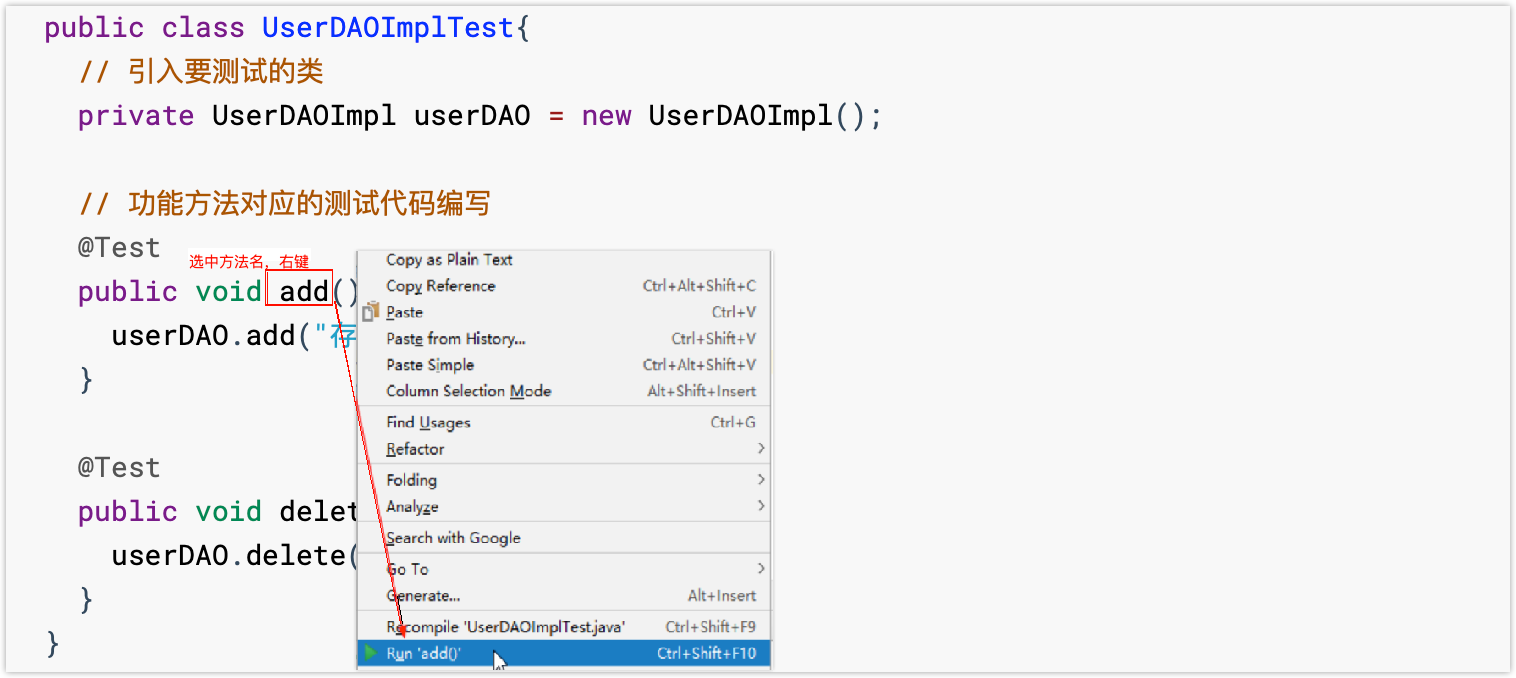 public class UserDAOImplTest{
// 引入要测试的类
private UserDAOImpl userDAO = new UserDAOImpl();
// 功能方法对应的测试代码编写
@Test
选中方法名，右键
public void add()
userDAO.add("存
}
@Test
public void delet
userDAO.delete(
}
}
Copy as Plain Text
Copy Reference Ctrl+Alt+Shift+C
Paste Ctrl+V
Paste from History... Ctrl+Shift+V
Paste Simple Ctrl+Alt+Shift+V
Column Selection Mode Alt+Shift+Insert
Find Usages Ctrl+G
Refactor
Folding
Analyze
Search with Google
Go To
Generate... Alt+Insert
Recompile 'UserDAOImplTest.java' Ctrl+Shift+F9
Run 'add()' Ctrl+Shift+F10